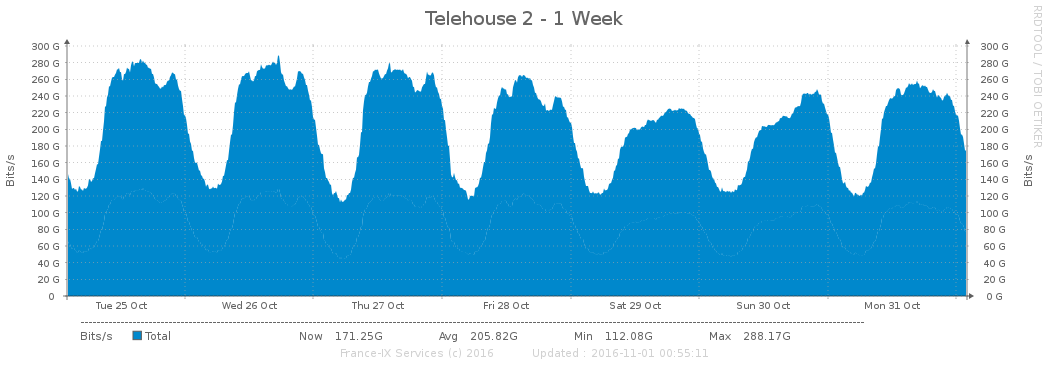 Telehouse 2 - 1 Week
RRDTOOL / TOBI OETIKER
Bits/s
300 G
280 G
260 G
240 G
220 G
200 G
180 G
160 G
140 G
120 G
100 G
80 G
60 G
40 G
20 G
0
300 G
280 G
260 G
240 G
220 G
200 G
180 G
160 G
140 G
120 G
100 G
80 G
60 G
40 G
20 G
0 G
Bits/s
Tue 25 Oct Wed 26 Oct Thu 27 Oct Fri 28 Oct Sat 29 Oct Sun 30 Oct Mon 31 Oct
Bits/s Total Now 171.25G Avg 205.82G Min 112.08G Max 288.17G
France-IX Services (c) 2016 Updated : 2016-11-01 00:55:11